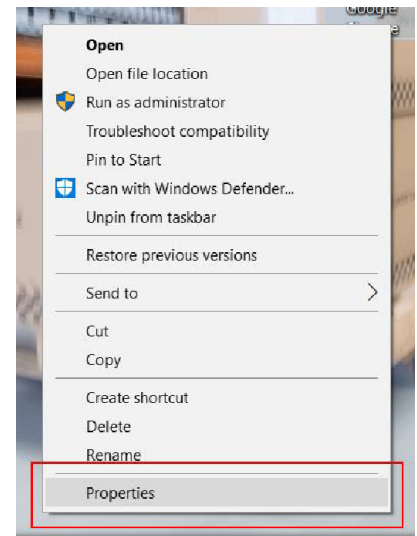 Google
Open
Open file location
Run as administrator
Troubleshoot compatibility
Pin to Start
Scan with Windows Defender...
Unpin from taskbar
Restore previous versions
Send to
Cut
Copy
Create shortcut
Delete
Rename
Properties